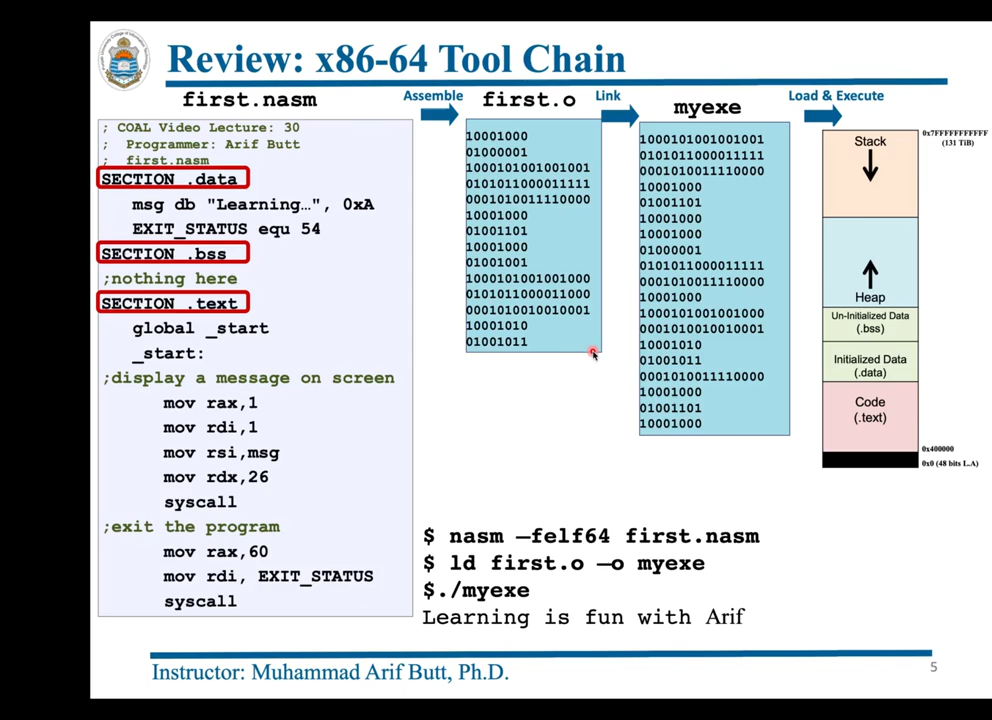 Review: x86-64 Tool Chain
first.nasm
Assemble
first.o
Link
myexe
Load & Execute
; COAL Video Lecture: 30
; Programmer: Arif Butt
; first.nasm
SECTION .data
msg db "Learning…", 0xA
EXIT_STATUS equ 54
SECTION .bss
;nothing here
SECTION .text
global _start
_start:
;display a message on screen
mov rax,1
mov rdi,1
mov rsi,msg
mov rdx,26
syscall
;exit the program
mov rax,60
mov rdi, EXIT_STATUS
syscall
10001000
01000001
1000101001001001
0101011000011111
0001010011110000
10001000
01001101
10001000
01001001
1000101001001000
0101011000011000
0001010010010001
10001010
01001011
1000101001001001
0101011000011111
0001010011110000
10001000
01001101
10001000
10001000
01000001
0101011000011111
0001010011110000
10001000
1000101001001000
0001010010010001
10001010
01001011
0001010011110000
10001000
01001101
10001000
Stack
Heap
Un-Initialized Data
(.bss)
Initialized Data
(.data)
Code
(.text)
0x7FFFFFFFFFFF
(131 TiB)
0x400000
0x0 (48 bits L.A)
$ nasm –felf64 first.nasm
$ ld first.o –o myexe
$./myexe
Learning is fun with Arif
Instructor: Muhammad Arif Butt, Ph.D.
5